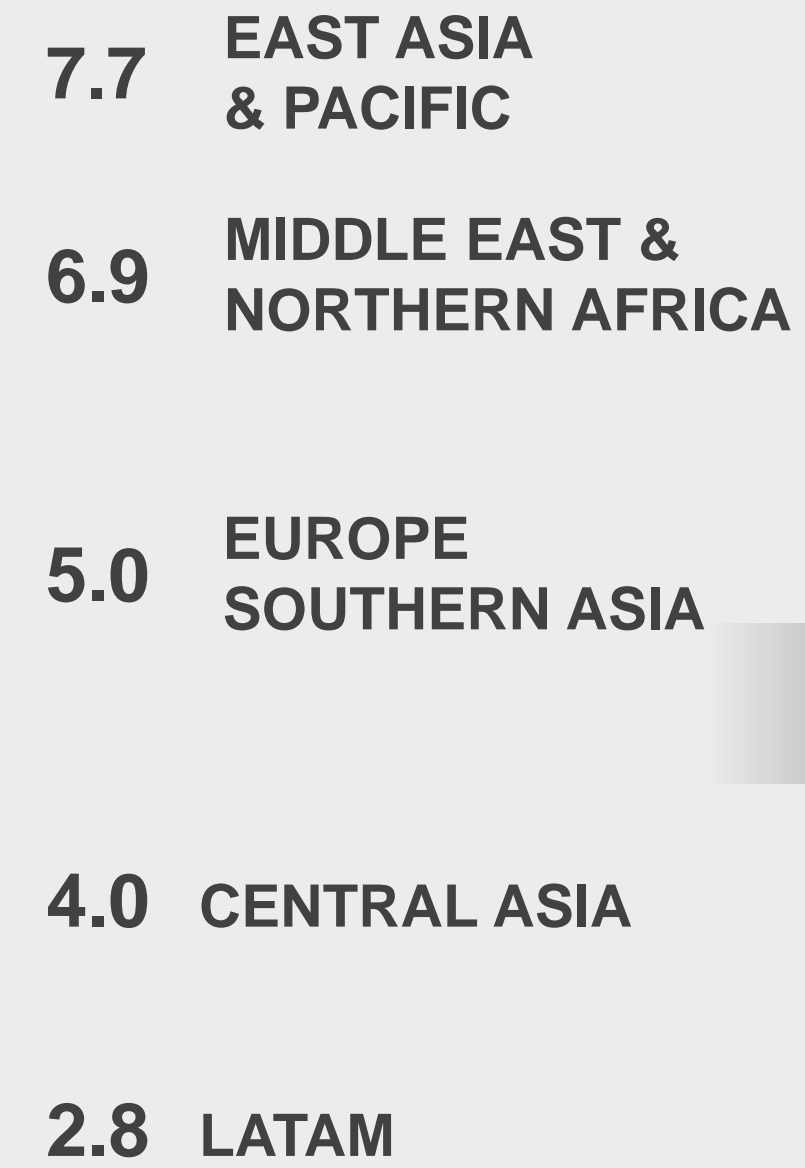 7.7 EAST ASIA
& PACIFIC
6.9 MIDDLE EAST &
NORTHERN AFRICA
5.0 EUROPE
SOUTHERN ASIA
4.0 CENTRAL ASIA
2.8 LATAM